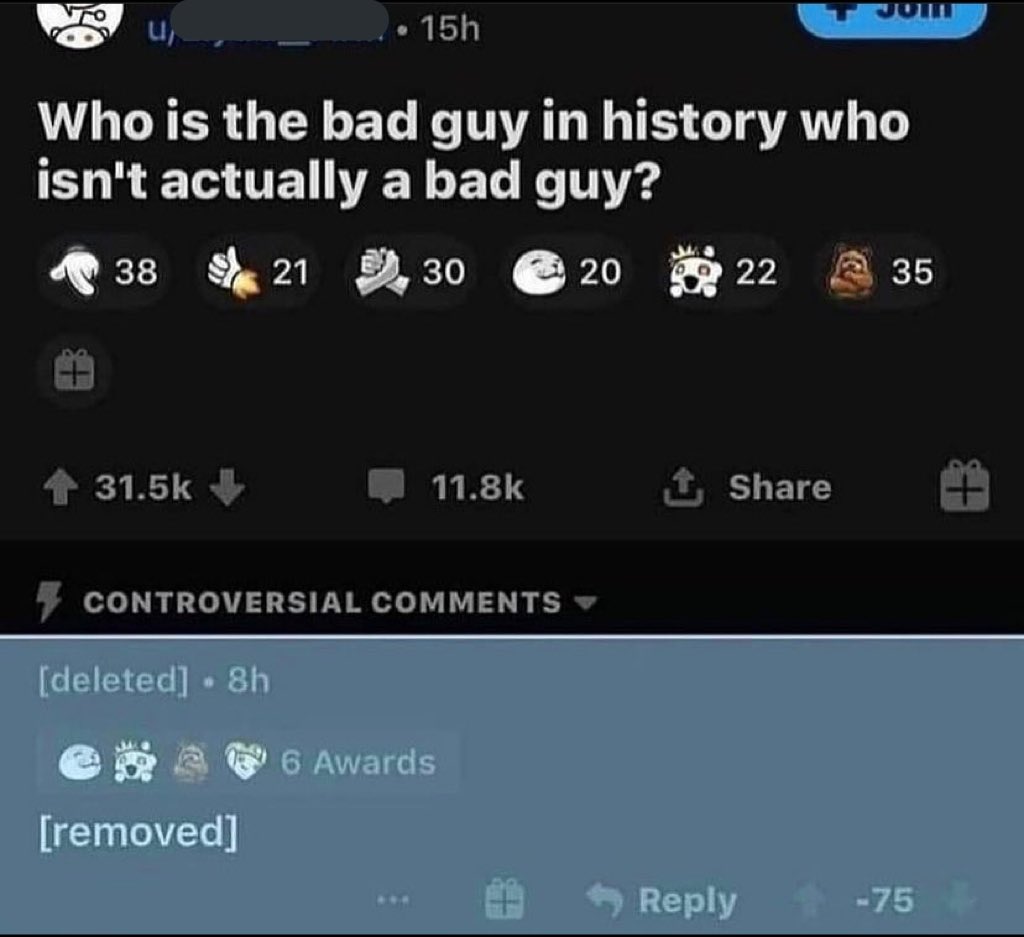 u/
• 15h
Join
Who is the bad guy in history who
isn't actually a bad guy?
38 21 30 20 22 35
31.5k 11.8k Share
CONTROVERSIAL COMMENTS
[deleted] • 8h
6 Awards
[removed]
... Reply -75